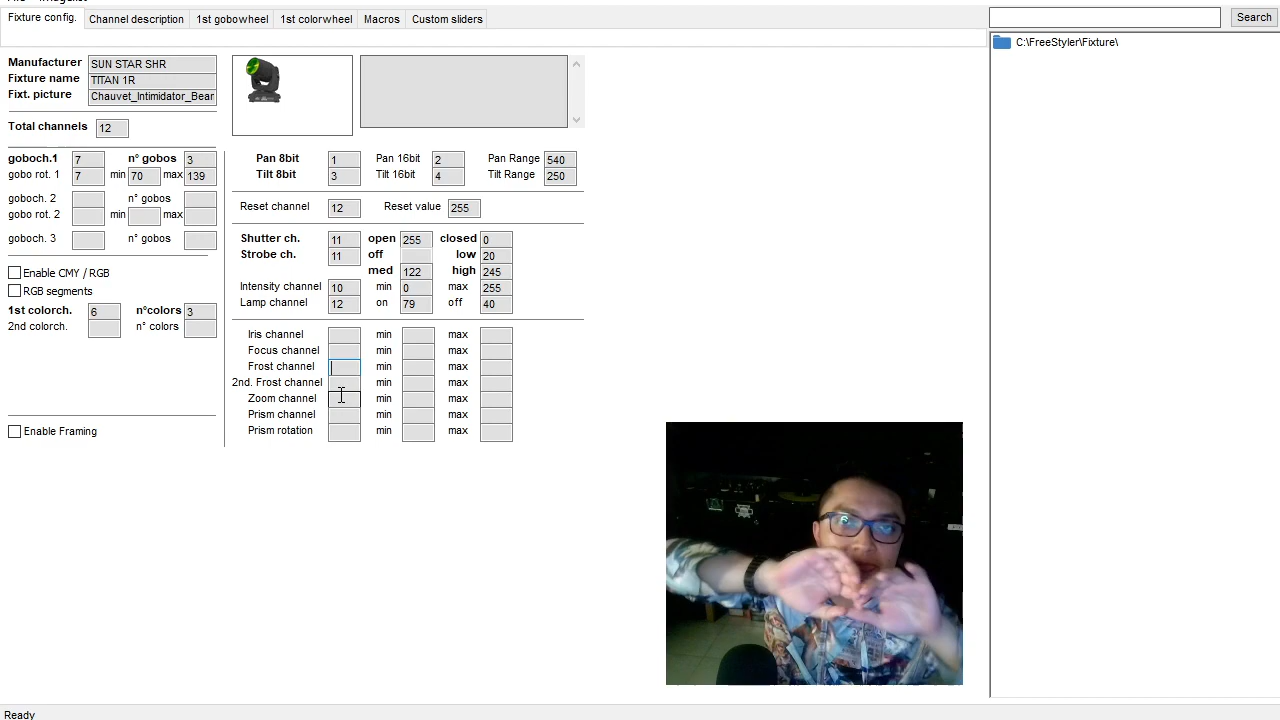 Fixture config. Channel description 1st gobowheel 1st colorwheel Macros Custom sliders
Search
C:\FreeStyler\Fixture\
Manufacturer SUN STAR SHR
Fixture name TITAN 1R
Fixt. picture Chauvet_Intimidator_Bear
Total channels 12
goboch.1 7 n° gobos 3
gobo rot. 1 7 min 70 max 139
goboch. 2 n° gobos
gobo rot. 2 min max
goboch. 3 n° gobos
Enable CMY / RGB
RGB segments
1st colorch. 6 n°colors 3
2nd colorch. n° colors
Enable Framing
Pan 8bit 1 Pan 16bit 2 Pan Range 540
Tilt 8bit 3 Tilt 16bit 4 Tilt Range 250
Reset channel 12 Reset value 255
Shutter ch. 11 open 255 closed 0
Strobe ch. 11 off low 20
med 122 high 245
Intensity channel 10 min 0 max 255
Lamp channel 12 on 79 off 40
Iris channel min max
Focus channel min max
Frost channel min max
2nd. Frost channel min max
Zoom channel min max
Prism channel min max
Prism rotation min max
Ready